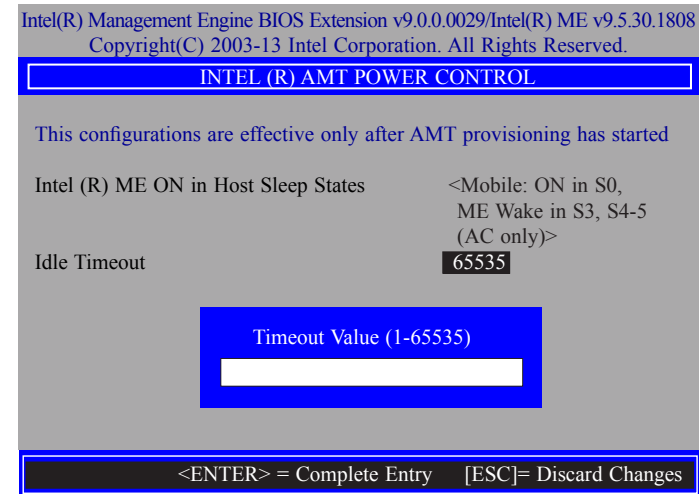 Intel(R) Management Engine BIOS Extension v9.0.0.0029/Intel(R) ME v9.5.30.1808
Copyright(C) 2003-13 Intel Corporation. All Rights Reserved.
INTEL (R) AMT POWER CONTROL
This configurations are effective only after AMT provisioning has started
Intel (R) ME ON in Host Sleep States <Mobile: ON in S0,
ME Wake in S3, S4-5
(AC only)>
Idle Timeout 65535
Timeout Value (1-65535)
<ENTER> = Complete Entry [ESC]= Discard Changes